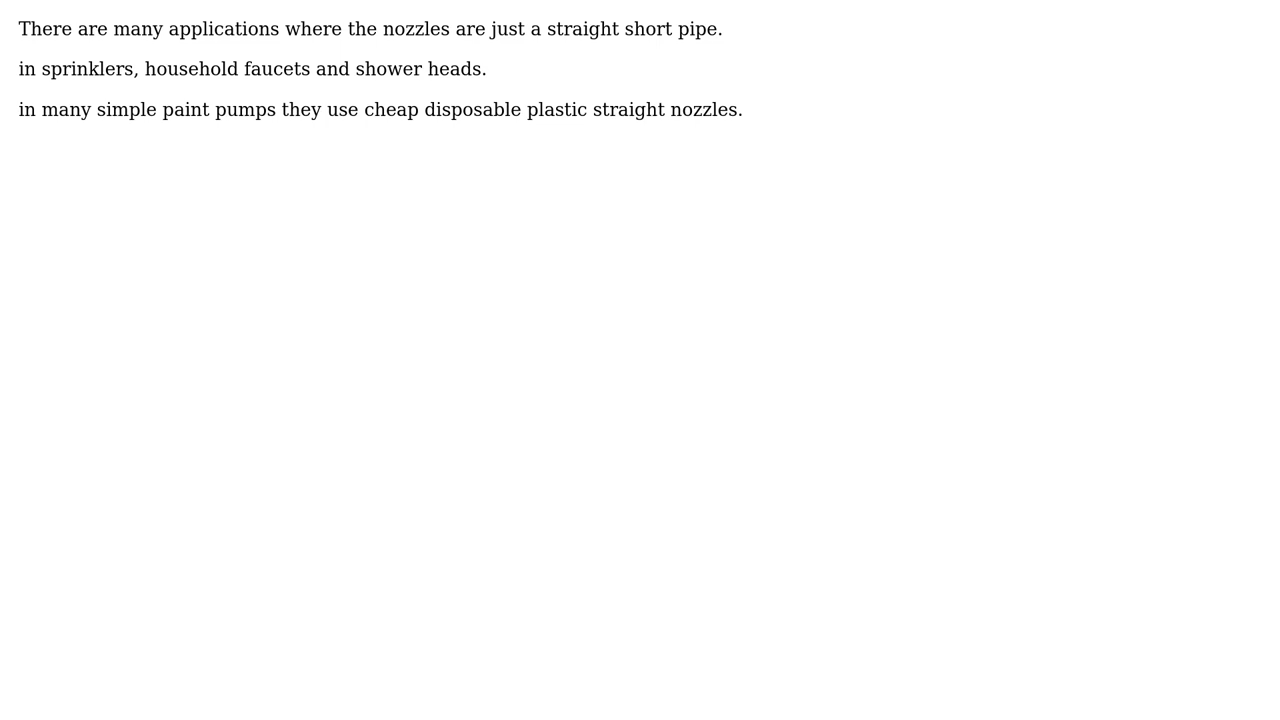 There are many applications where the nozzles are just a straight short pipe.
in sprinklers, household faucets and shower heads.
in many simple paint pumps they use cheap disposable plastic straight nozzles.